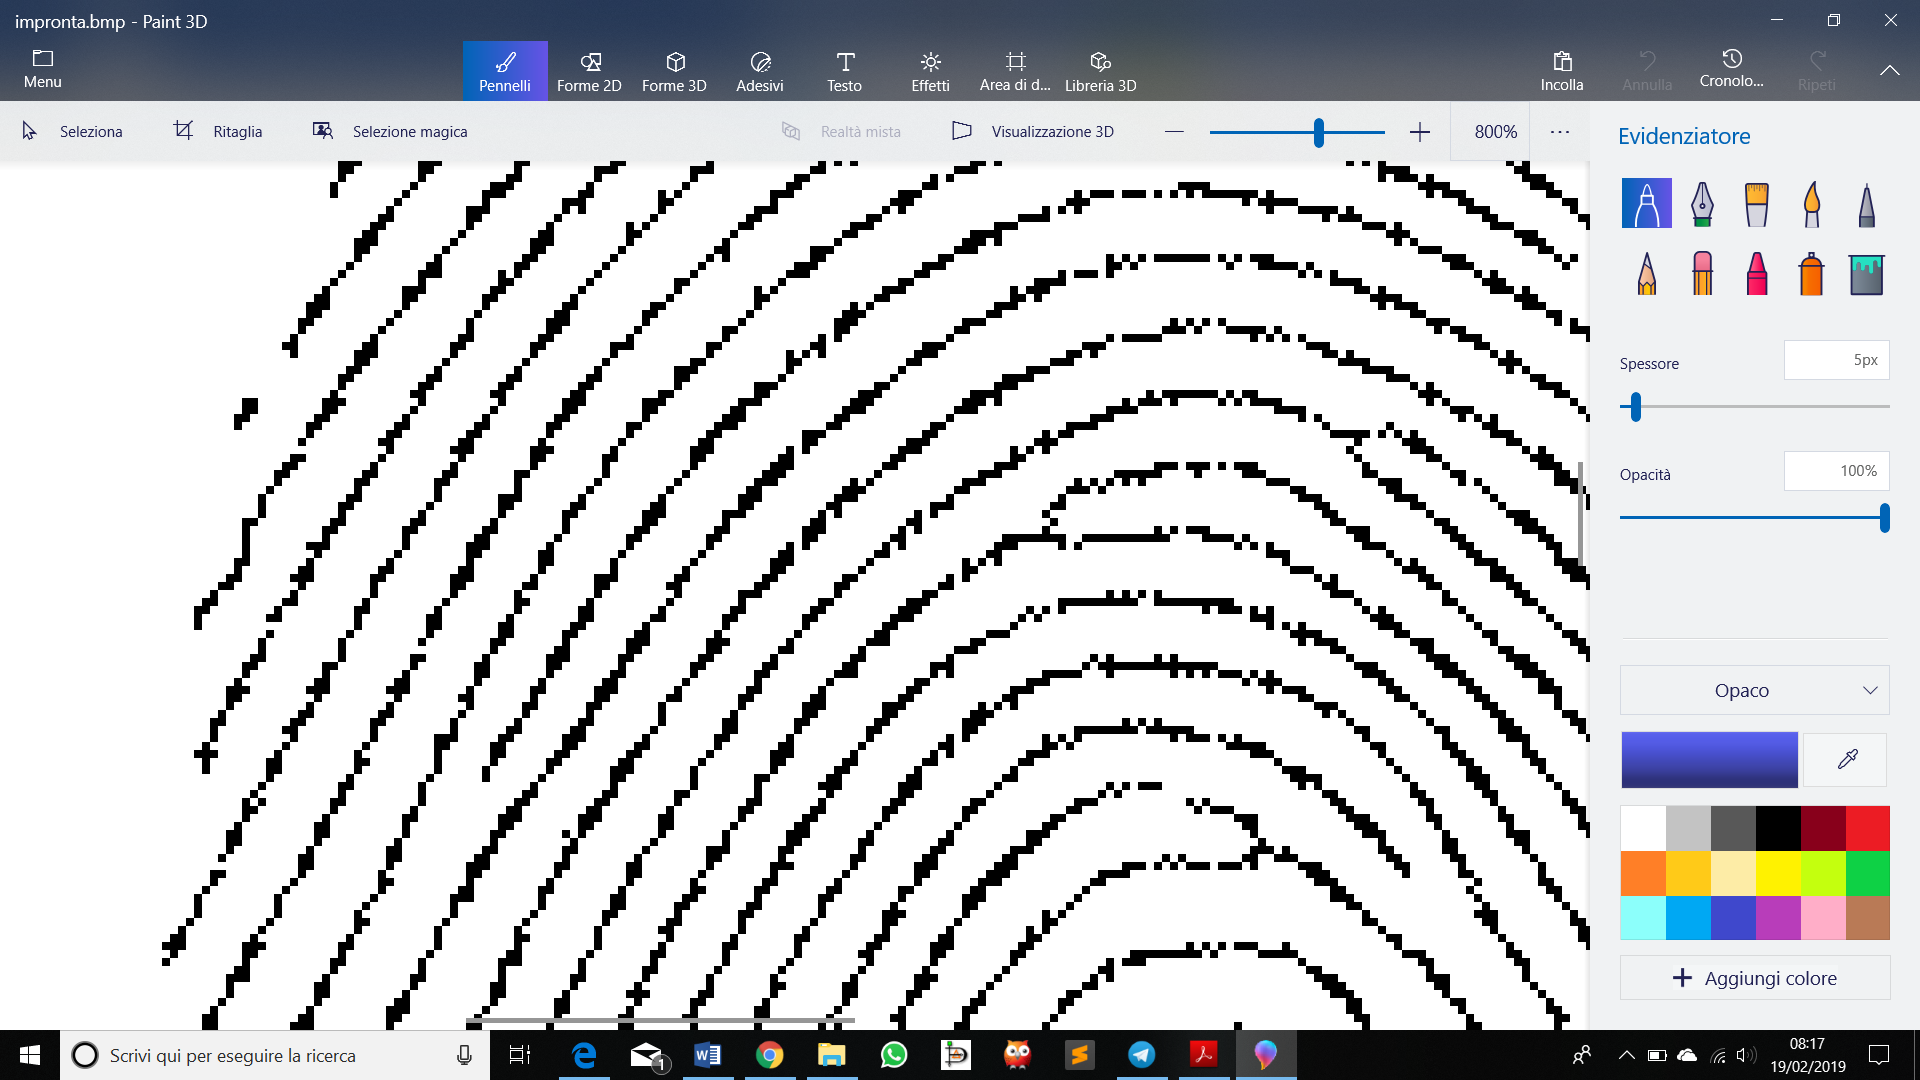 impronta.bmp - Paint 3D
Menu
Pennelli
Forme 2D
Forme 3D
Adesivi
Testo
Effetti
Area di d...
Libreria 3D
Incolla
Annulla
Cronolo...
Ripeti
Seleziona
Ritaglia
Selezione magica
Realtà mista
Visualizzazione 3D
800%
Evidenziatore
Spessore
5px
Opacità
100%
Opaco
Aggiungi colore
Scrivi qui per eseguire la ricerca
1
08:17
19/02/2019